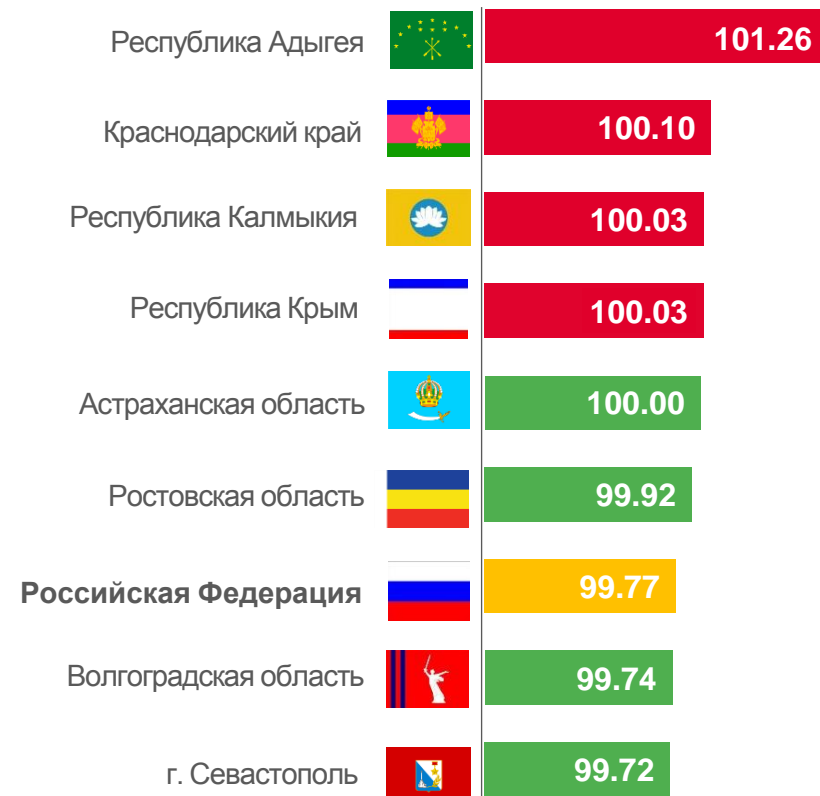 Республика Адыгея 101.26
Краснодарский край 100.10
Республика Калмыкия 100.03
Республика Крым 100.03
Астраханская область 100.00
Ростовская область 99.92
Российская Федерация 99.77
Волгоградская область 99.74
г. Севастополь 99.72